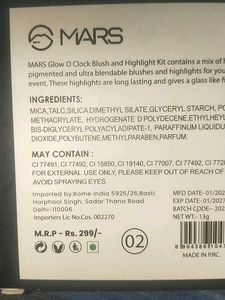 MARS
MARS Glow O Clock Blush and Highlight Kit contains a mix of
pigmented and ultra blendable blushes and highlights for your
event. These highlights are long lasting and gives a glass like
INGREDIENTS:
MICA,TALC,SILICA DIMETHYL SILATE,GLYCERYL STARCH,
METHACRYLATE, HYDROGENATE D POLYDECENE,ETHY
BIS-DIGLYCERYL POLYACYLADIPATE-1, PARAFFINUM LIQUID
DIOXIDE,POLYBUTENE,METHYLPARABEN,PARFUM.
MAY CONTAIN :
CI 77491, CI 77492, CI 15850, CI 19140, CI 77007, CI 77492, CI 772
FOR EXTERNAL USE ONLY, PLEASE KEEP OUT OF REACH OF
AVOID SPRAYING EYES.
Imported by:Rome India 5925/26,Basti
Harphool Singh, Sadar Thana Road
Delhi-110006
Importers Lic No.Cos. 002270
M.R.P - Rs. 299/-
02
MFD DATE - 01/202
EXP DATE - 01/202
BATCH CODE - 202
NET WT.: 13g
MADE IN P.R.C.